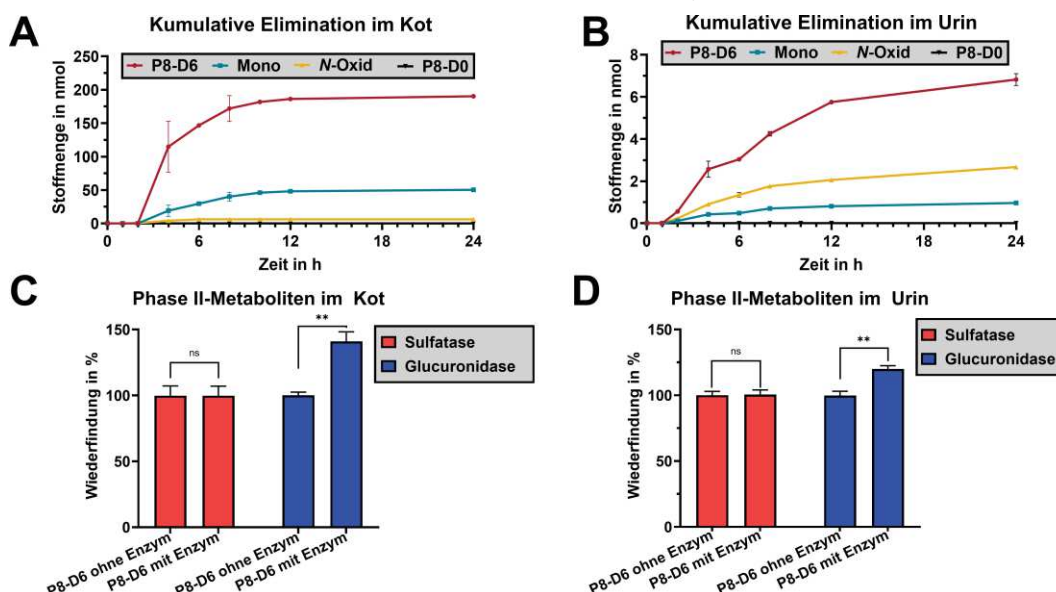 A
Kumulative Elimination im Kot
P8-D6 Mono N-Oxid P8-D0
Stoffmenge in nmol
250
200
150
100
50
0
0 6 12 18 24
Zeit in h
B
Kumulative Elimination im Urin
P8-D6 Mono N-Oxid P8-D0
Stoffmenge in nmol
8
6
4
2
0
0 6 12 18 24
Zeit in h
C
Phase II-Metaboliten im Kot
Wiederfindung in %
150
100
50
0
ns
**
Sulfatase
Glucuronidase
P8-D6 ohne Enzym
P8-D6 mit Enzym
P8-D6 ohne Enzym
P8-D6 mit Enzym
D
Phase II-Metaboliten im Urin
Wiederfindung in %
150
100
50
0
ns
**
Sulfatase
Glucuronidase
P8-D6 ohne Enzym
P8-D6 mit Enzym
P8-D6 ohne Enzym
P8-D6 mit Enzym